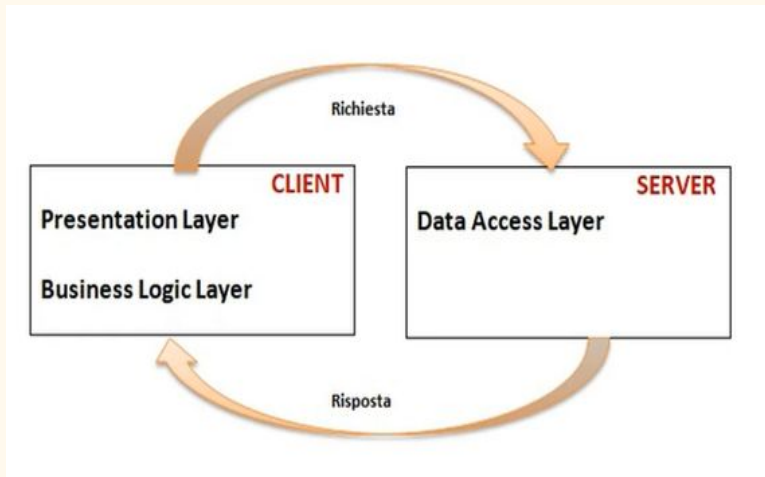 Richiesta
CLIENT
Presentation Layer
Business Logic Layer
SERVER
Data Access Layer
Risposta